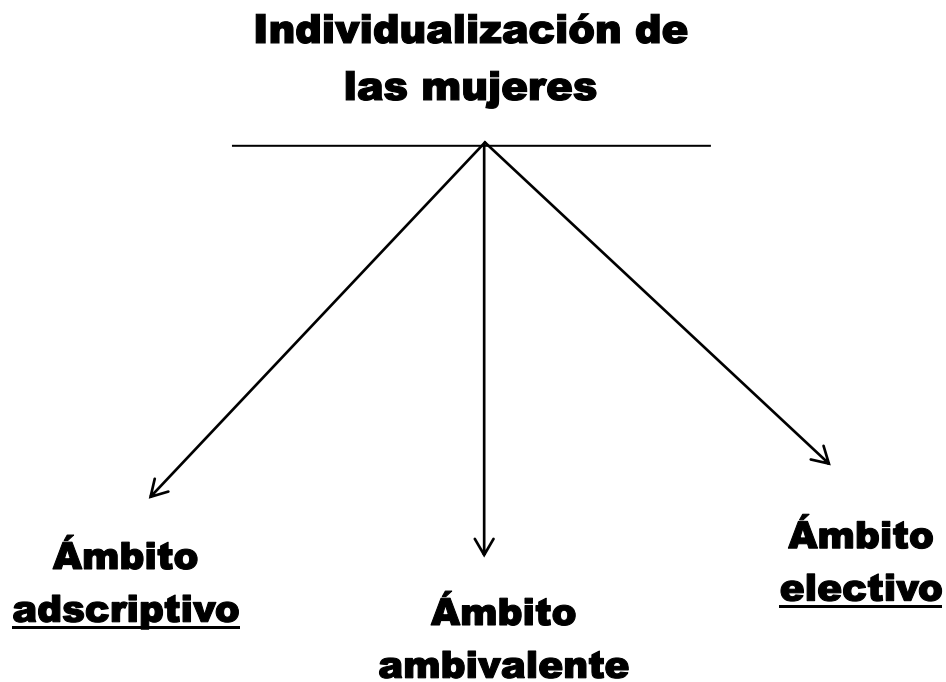 Individualización de
las mujeres
Ámbito
adscriptivo
Ámbito
ambivalente
Ámbito
electivo